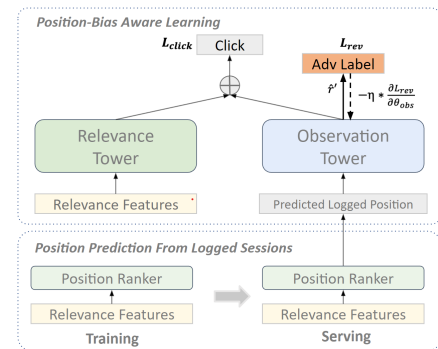 Position-Bias Aware Learning
L_click Click
L_rev
Adv Label
r̂′ −η * ∂L_rev / ∂θ_obs
Relevance Tower
Observation Tower
Relevance Features
Predicted Logged Position
Position Prediction From Logged Sessions
Position Ranker
Position Ranker
Relevance Features
Relevance Features
Training
Serving